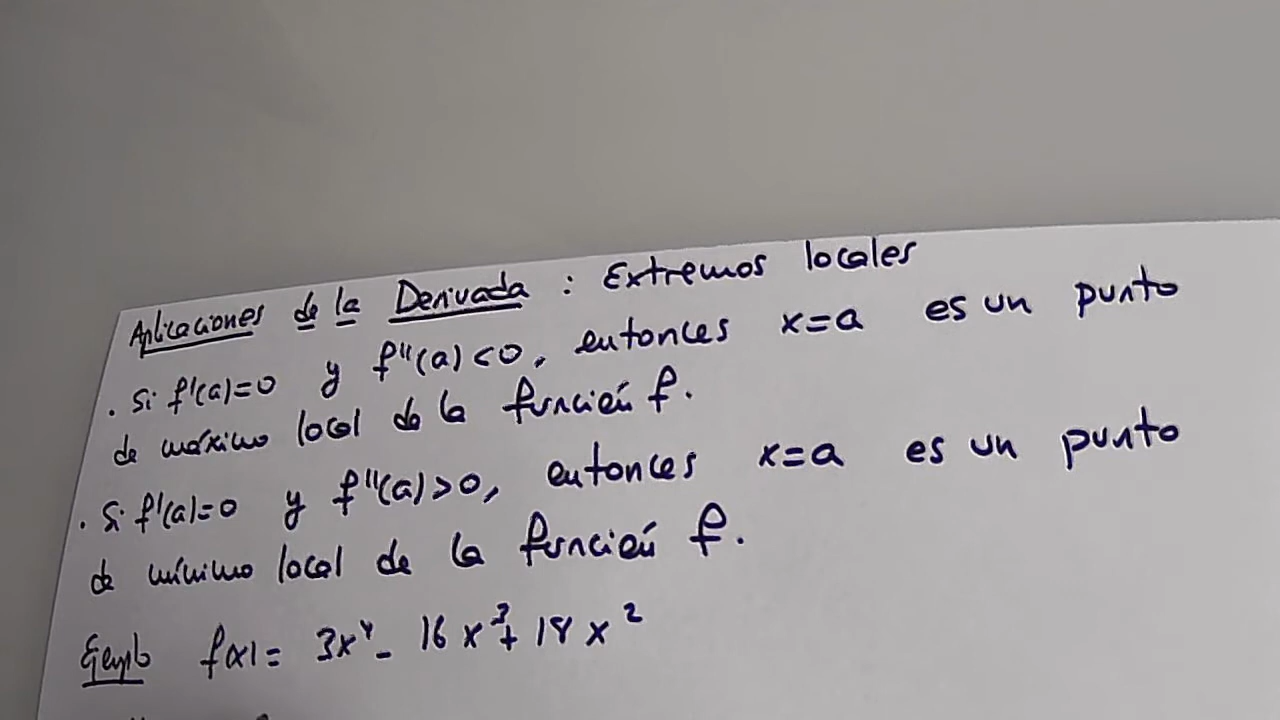 Aplicaciones de la Derivada : Extremos locales
. Si f'(a)=0 y f''(a)<0, entonces x=a es un punto
de máximo local de la función f.
. Si f'(a)=0 y f''(a)>0, entonces x=a es un punto
de mínimo local de la función f.
Ejemplo f(x)= 3x⁴ - 16x³ + 18x²